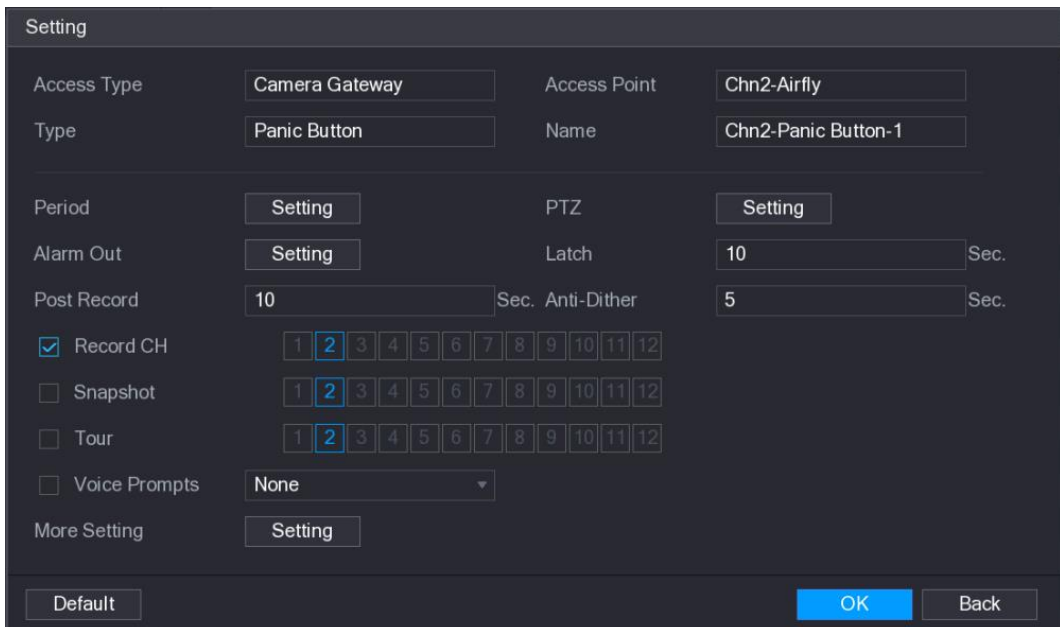 Setting
Access Type Camera Gateway Access Point Chn2-Airfly
Type Panic Button Name Chn2-Panic Button-1
Period Setting PTZ Setting
Alarm Out Setting Latch 10 Sec.
Post Record 10 Sec. Anti-Dither 5 Sec.
Record CH 1 2 3 4 5 6 7 8 9 10 11 12
Snapshot 1 2 3 4 5 6 7 8 9 10 11 12
Tour 1 2 3 4 5 6 7 8 9 10 11 12
Voice Prompts None
More Setting Setting
Default OK Back